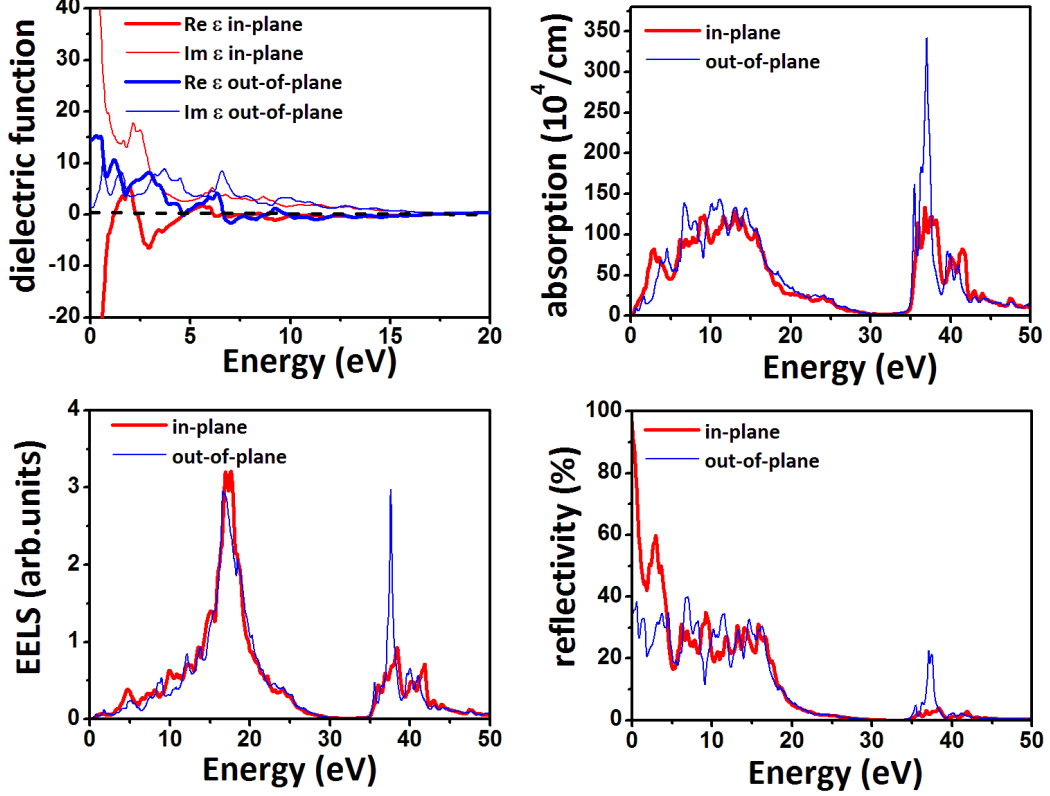 dielectric function
40
30
20
10
0
-10
-20
Re ε in-plane
Im ε in-plane
Re ε out-of-plane
Im ε out-of-plane
0 5 10 15 20
Energy (eV)
absorption (10⁴/cm)
350
300
250
200
150
100
50
0
in-plane
out-of-plane
0 10 20 30 40 50
Energy (eV)
EELS (arb.units)
4
3
2
1
0
in-plane
out-of-plane
0 10 20 30 40 50
Energy (eV)
reflectivity (%)
100
80
60
40
20
0
in-plane
out-of-plane
0 10 20 30 40 50
Energy (eV)